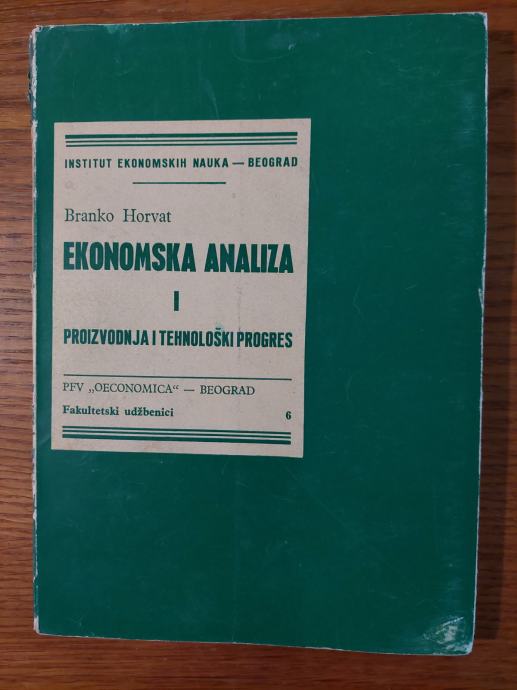 INSTITUT EKONOMSKIH NAUKA — BEOGRAD
Branko Horvat
EKONOMSKA ANALIZA
I
PROIZVODNJA I TEHNOLOŠKI PROGRES
PFV „OECONOMICA“ — BEOGRAD
Fakultetski udžbenici 6